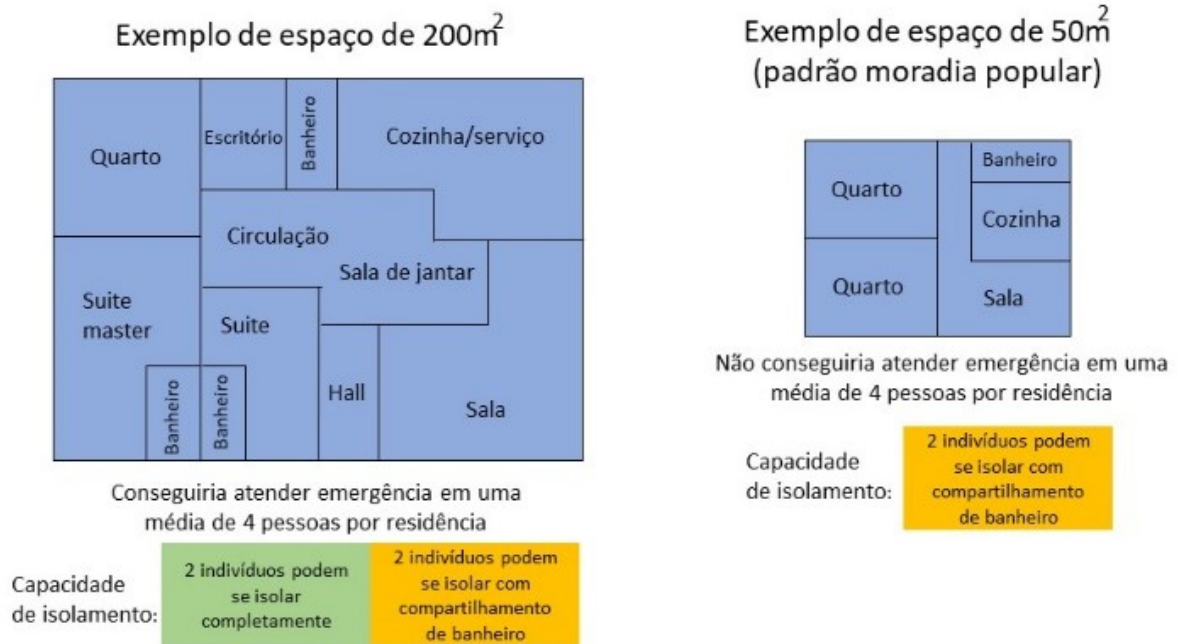 Exemplo de espaço de 200m²
Quarto
Escritório
Banheiro
Cozinha/serviço
Circulação
Sala de jantar
Suite
master
Suite
Banheiro
Banheiro
Hall
Sala
Conseguiria atender emergência em uma
média de 4 pessoas por residência
Capacidade
de isolamento:
2 indivíduos podem
se isolar
completamente
2 indivíduos podem
se isolar com
compartilhamento
de banheiro
Exemplo de espaço de 50m²
(padrão moradia popular)
Quarto
Banheiro
Cozinha
Quarto
Sala
Não conseguiria atender emergência em uma
média de 4 pessoas por residência
Capacidade
de isolamento:
2 indivíduos podem
se isolar com
compartilhamento
de banheiro